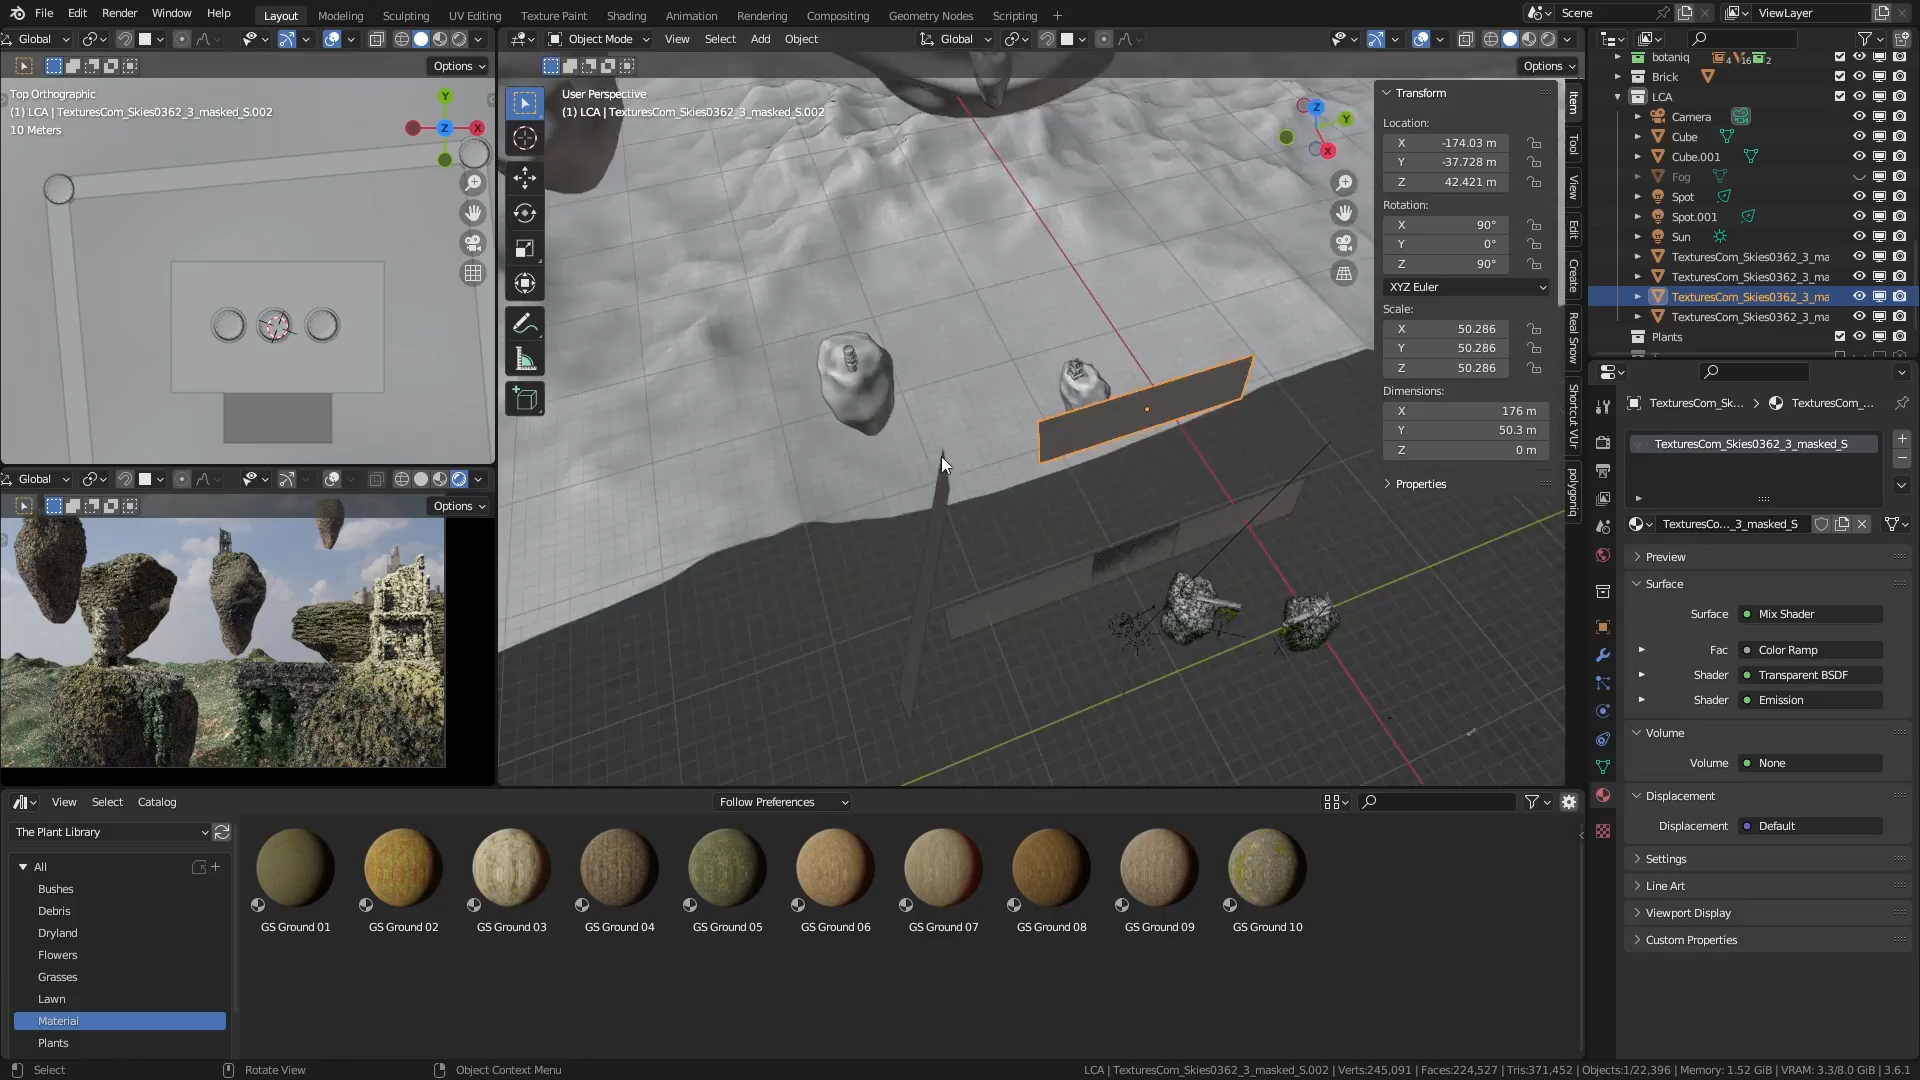 File Edit Render Window Help Layout Modeling Sculpting UV Editing Texture Paint Shading Animation Rendering Compositing Geometry Nodes Scripting + Scene ViewLayer
Global Object Mode View Select Add Object Global
Options Options
Top Orthographic
(1) LCA | TexturesCom_Skies0362_3_masked_S.002
10 Meters
Y
Z
X
User Perspective
(1) LCA | TexturesCom_Skies0362_3_masked_S.002
Z
Y
X
Transform
Location:
X -174.03 m
Y -37.728 m
Z 42.421 m
Rotation:
X 90°
Y 0°
Z 90°
XYZ Euler
Scale:
X 50.286
Y 50.286
Z 50.286
Dimensions:
X 176 m
Y 50.3 m
Z 0 m
Properties
Item
Tool
View
Edit
Create
Real Snow
Shortcut VUr
polygoniq
botaniq 4 16 2
Brick
LCA
Camera
Cube
Cube.001
Fog
Spot
Spot.001
Sun
TexturesCom_Skies0362_3_ma
TexturesCom_Skies0362_3_ma
TexturesCom_Skies0362_3_ma
TexturesCom_Skies0362_3_ma
Plants
TexturesCom_Sk... TexturesCom_...
TexturesCom_Skies0362_3_masked_S
TexturesCo..._3_masked_S
Preview
Surface
Surface Mix Shader
Fac Color Ramp
Shader Transparent BSDF
Shader Emission
Volume
Volume None
Displacement
Displacement Default
Settings
Line Art
Viewport Display
Custom Properties
Global
Options
View Select Catalog Follow Preferences
The Plant Library
All
Bushes
Debris
Dryland
Flowers
Grasses
Lawn
Material
Plants
GS Ground 01 GS Ground 02 GS Ground 03 GS Ground 04 GS Ground 05 GS Ground 06 GS Ground 07 GS Ground 08 GS Ground 09 GS Ground 10
Select Rotate View Object Context Menu LCA | TexturesCom_Skies0362_3_masked_S.002 | Verts:245,091 | Faces:224,527 | Tris:371,452 | Objects:1/22,396 | Memory: 1.52 GiB | VRAM: 3.3/8.0 GiB | 3.6.1